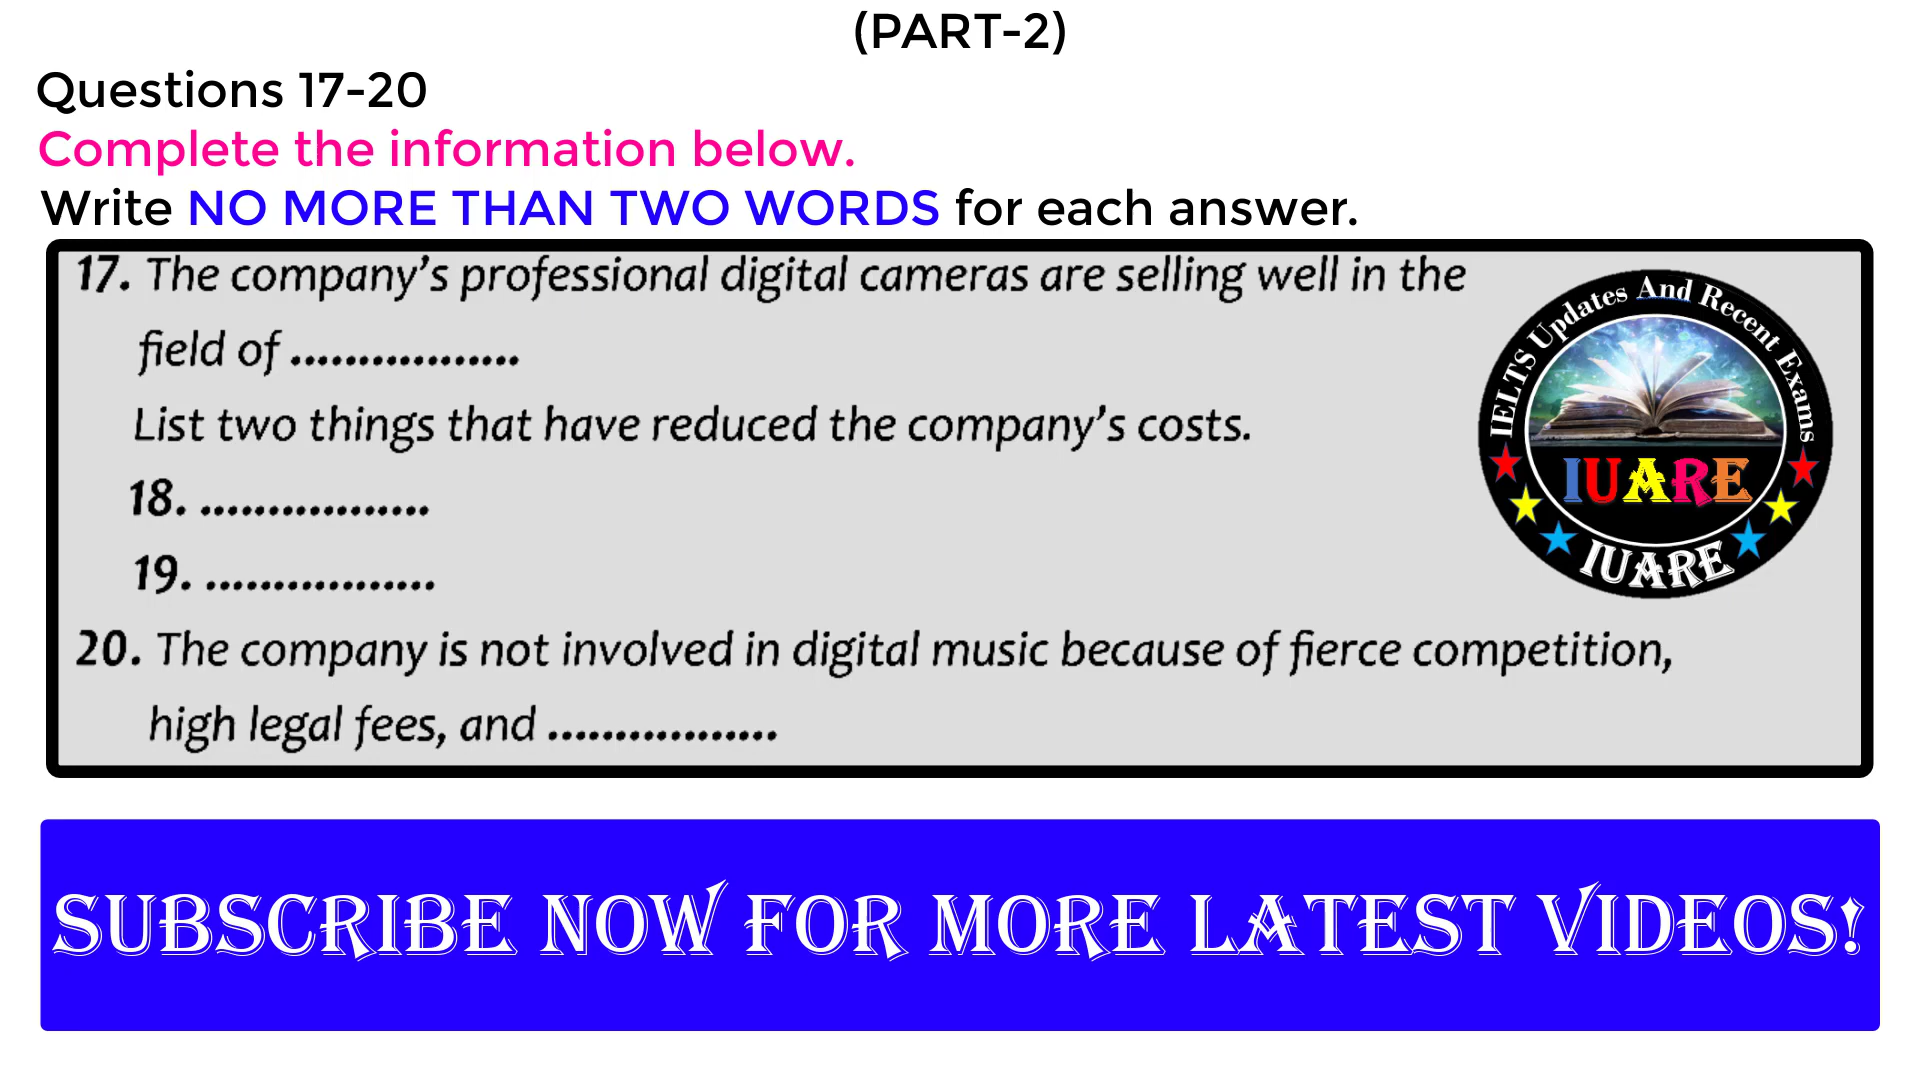 (PART-2)
Questions 17-20
Complete the information below.
Write NO MORE THAN TWO WORDS for each answer.
17. The company's professional digital cameras are selling well in the
field of .................
List two things that have reduced the company's costs.
18. .................
19. .................
20. The company is not involved in digital music because of fierce competition,
high legal fees, and .................
IELTS Updates And Recent Exams
IUARE
IUARE
SUBSCRIBE NOW FOR MORE LATEST VIDEOS!